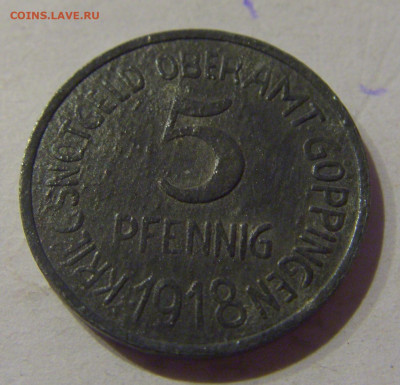 COINS.LAVE.RU
KRIEGSNOTGELD OBERAMT GÖPPINGEN
5
PFENNIG
1918